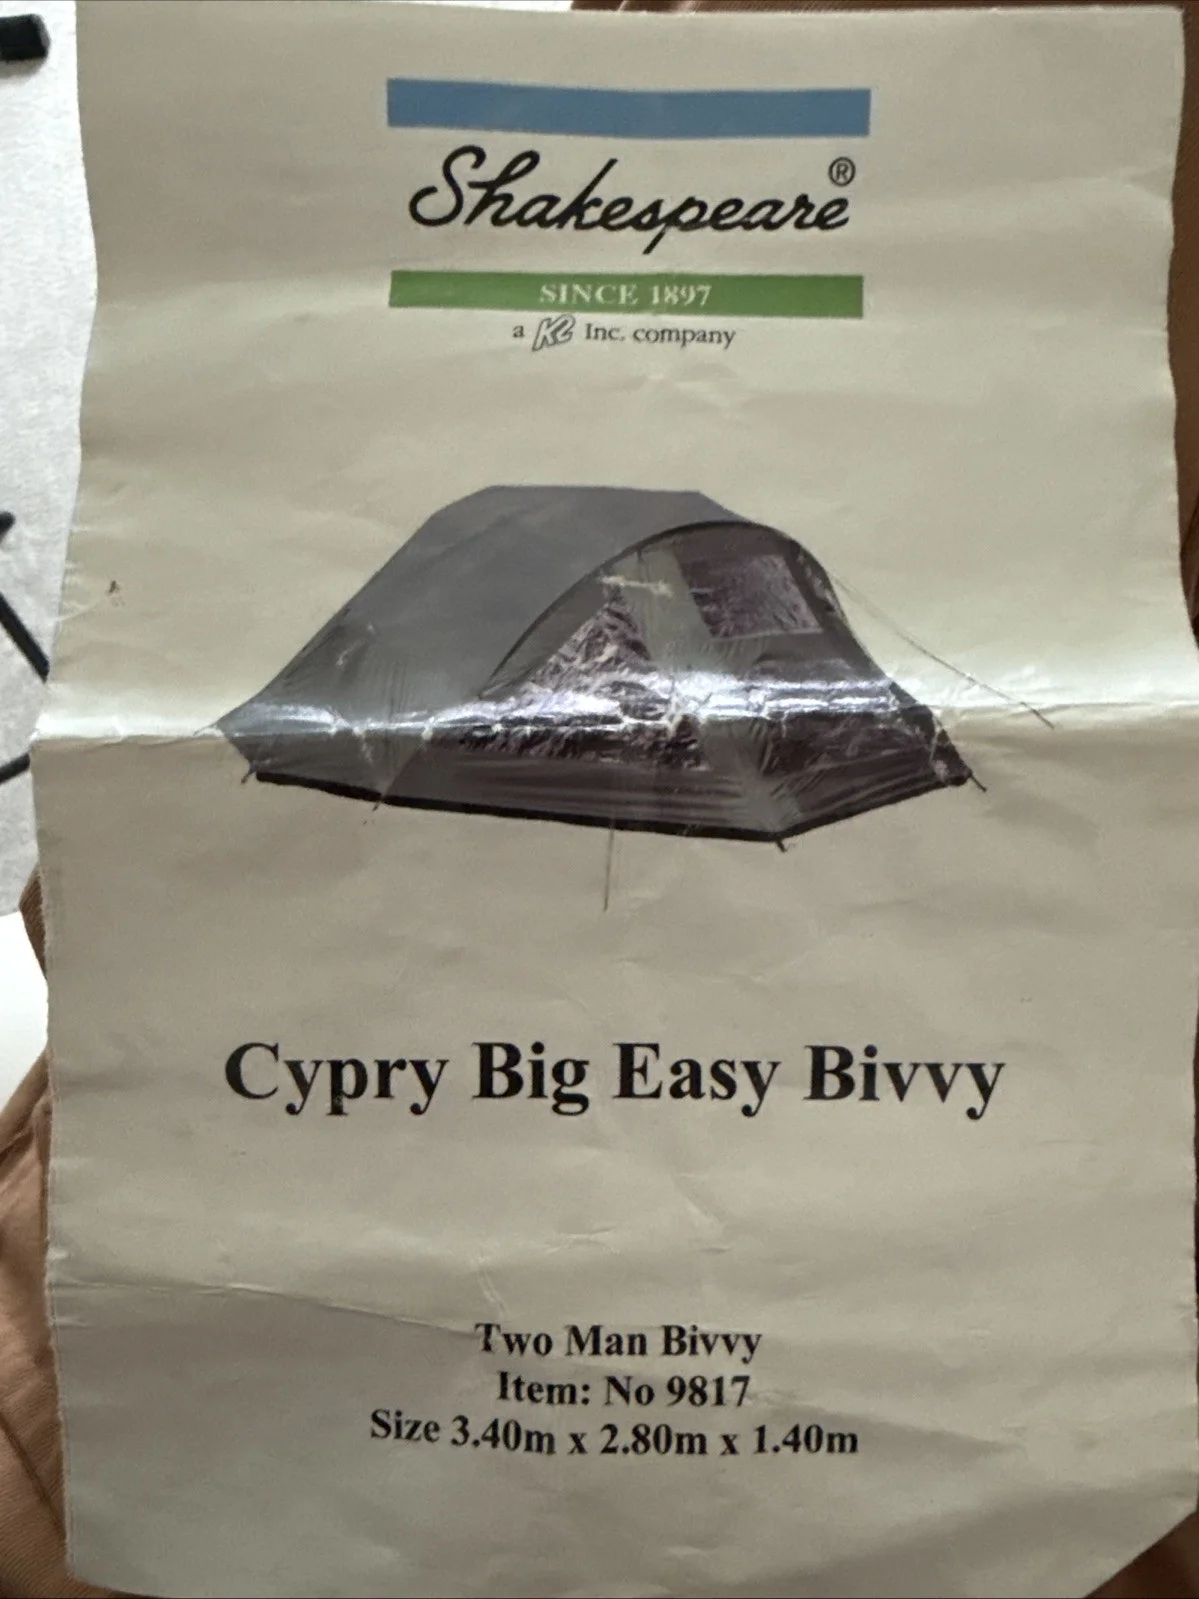 Shakespeare®
SINCE 1897
a K2 Inc. company
Cypry Big Easy Bivvy
Two Man Bivvy
Item: No 9817
Size 3.40m x 2.80m x 1.40m